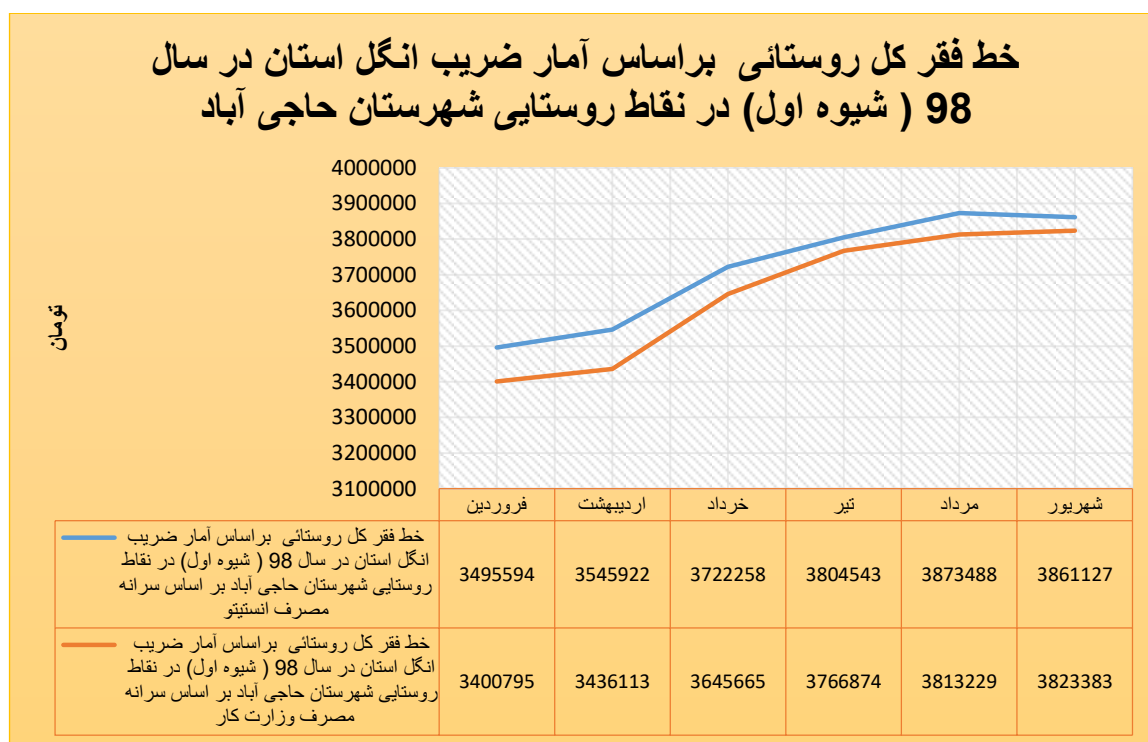 خط فقر کل روستائی براساس آمار ضریب انگل استان در سال
98 ( شیوه اول) در نقاط روستایی شهرستان حاجی آباد
تومان
4000000
3900000
3800000
3700000
3600000
3500000
3400000
3300000
3200000
3100000
فروردین اردیبهشت خرداد تیر مرداد شهریور
خط فقر کل روستائی براساس آمار ضریب
انگل استان در سال 98 ( شیوه اول) در نقاط
روستایی شهرستان حاجی آباد بر اساس سرانه
مصرف انستیتو
3495594 3545922 3722258 3804543 3873488 3861127
خط فقر کل روستائی براساس آمار ضریب
انگل استان در سال 98 ( شیوه اول) در نقاط
روستایی شهرستان حاجی آباد بر اساس سرانه
مصرف وزارت کار
3400795 3436113 3645665 3766874 3813229 3823383